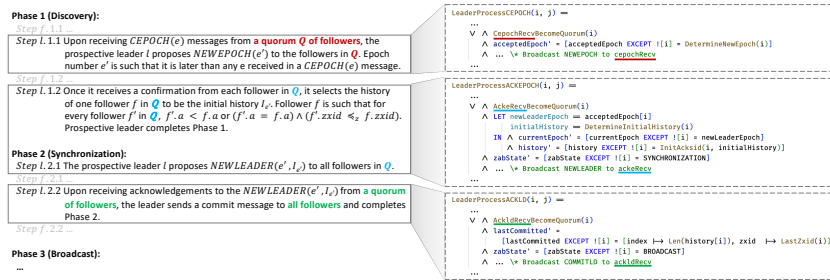 Phase 1 (Discovery):
Step f.1.1 ...
Step l.1.1 Upon receiving CEPOCH(e) messages from a quorum Q of followers, the
prospective leader l proposes NEWEPOCH(e') to the followers in Q. Epoch
number e' is such that it is later than any e received in a CEPOCH(e) message.
Step f.1.2 ...
Step l.1.2 Once it receives a confirmation from each follower in Q, it selects the history
of one follower f in Q to be the initial history I_e'. Follower f is such that for
every follower f' in Q, f'.a < f.a or (f'.a = f.a) ∧ (f'.zxid ≼_z f.zxid).
Prospective leader completes Phase 1.
Phase 2 (Synchronization):
Step l.2.1 The prospective leader l proposes NEWLEADER(e', I_e') to all followers in Q.
Step f.2.1 ...
Step l.2.2 Upon receiving acknowledgements to the NEWLEADER(e', I_e') from a quorum
of followers, the leader sends a commit message to all followers and completes
Phase 2.
Step f.2.2 ...
Phase 3 (Broadcast):
...
LeaderProcessCEPOCH(i, j) ==
...
∨ ∧ CepochRecvBecomeQuorum(i)
∧ acceptedEpoch' = [acceptedEpoch EXCEPT ![i] = DetermineNewEpoch(i)]
∧ ... \* Broadcast NEWEPOCH to cepochRecv
LeaderProcessACKEPOCH(i, j) ==
...
∨ ∧ AckeRecvBecomeQuorum(i)
∧ LET newLeaderEpoch == acceptedEpoch[i]
initialHistory == DetermineInitialHistory(i)
IN ∧ currentEpoch' = [currentEpoch EXCEPT ![i] = newLeaderEpoch]
∧ history' = [history EXCEPT ![i] = InitAcksid(i, initHistory)]
∧ zabState' = [zabState EXCEPT ![i] = SYNCHRONIZATION]
∧ ... \* Broadcast NEWLEADER to ackeRecv
LeaderProcessACKLD(i, j) ==
...
∨ ∧ AckldRecvBecomeQuorum(i)
∧ lastCommitted' =
[lastCommitted EXCEPT ![i] = [index ↦ Len(history[i]), zxid ↦ LastZxid(i)]
∧ zabState' = [zabState EXCEPT ![i] = BROADCAST]
∧ ... \* Broadcast COMMITLD to ackldRecv